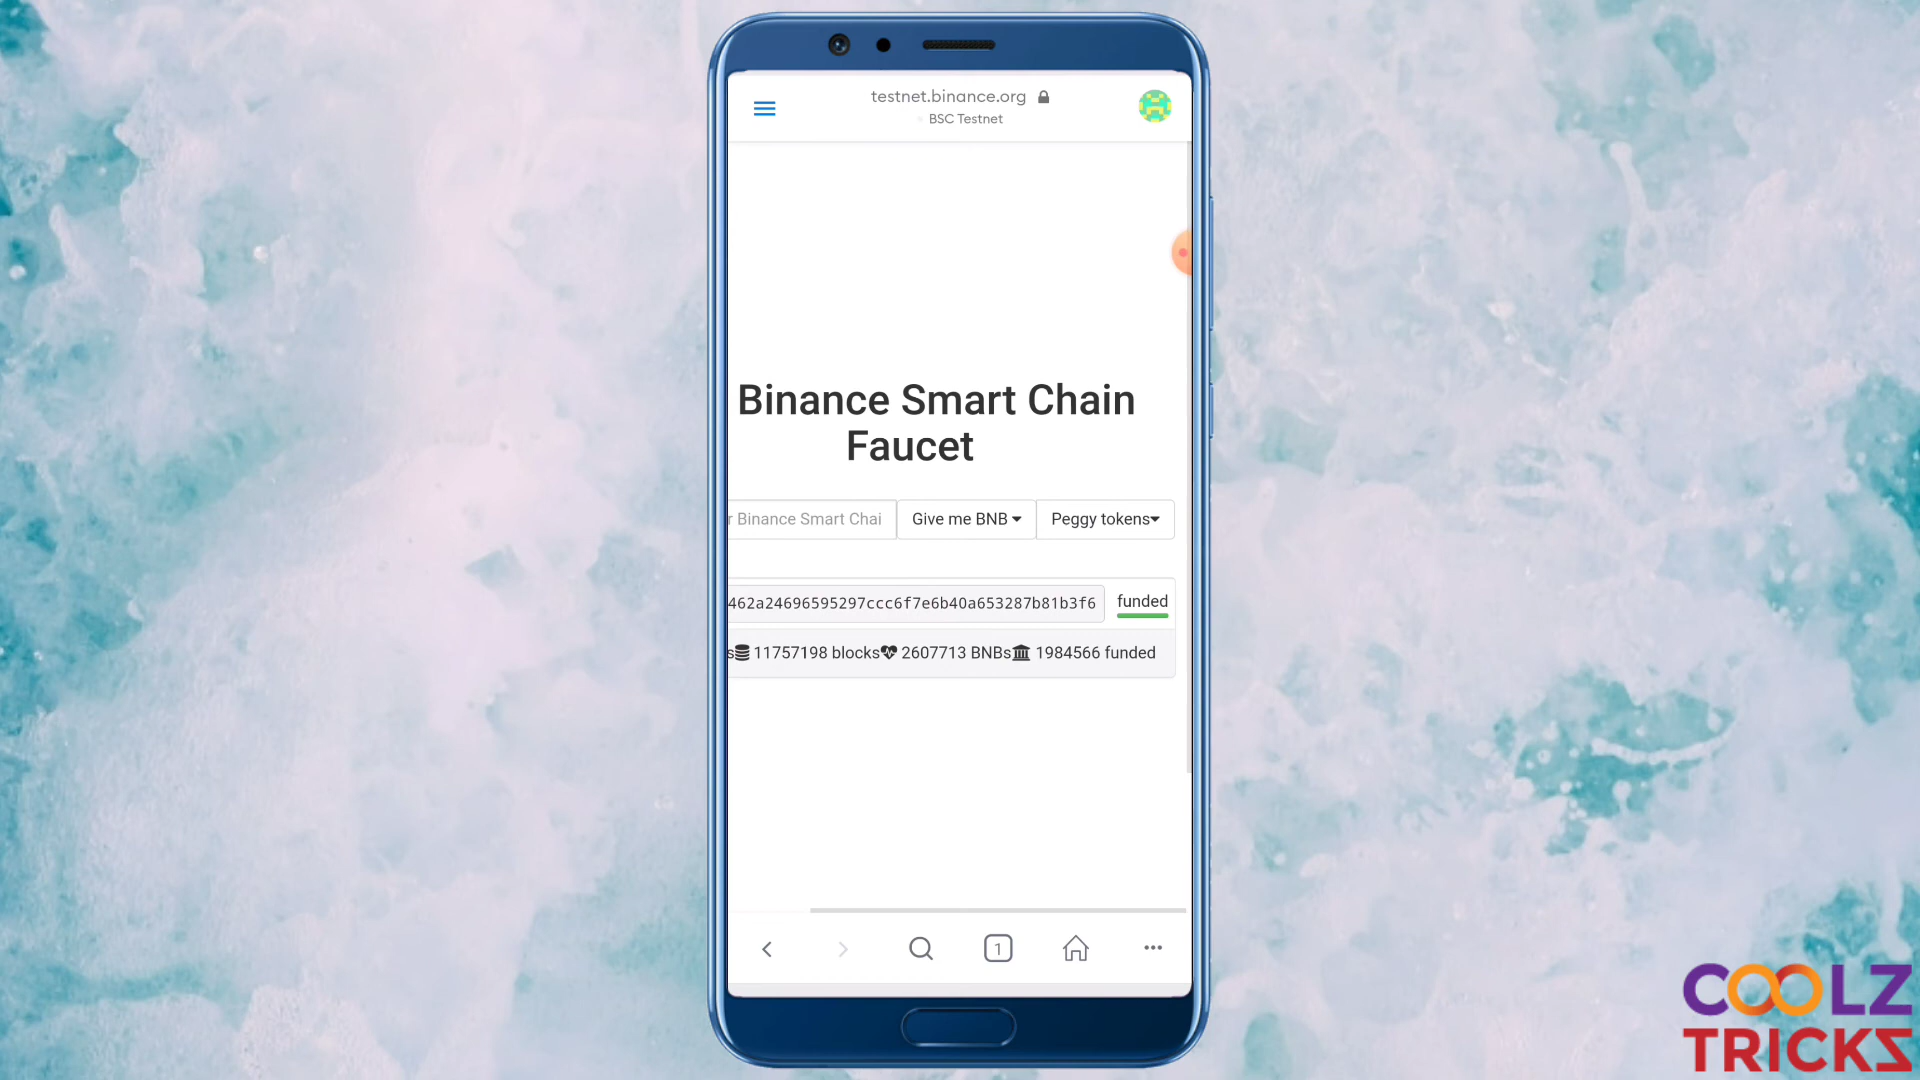 testnet.binance.org
BSC Testnet
Binance Smart Chain
Faucet
r Binance Smart Chai Give me BNB Peggy tokens
462a24696595297ccc6f7e6b40a653287b81b3f6 funded
s 11757198 blocks 2607713 BNBs 1984566 funded
1
COOLZ
TRICKS